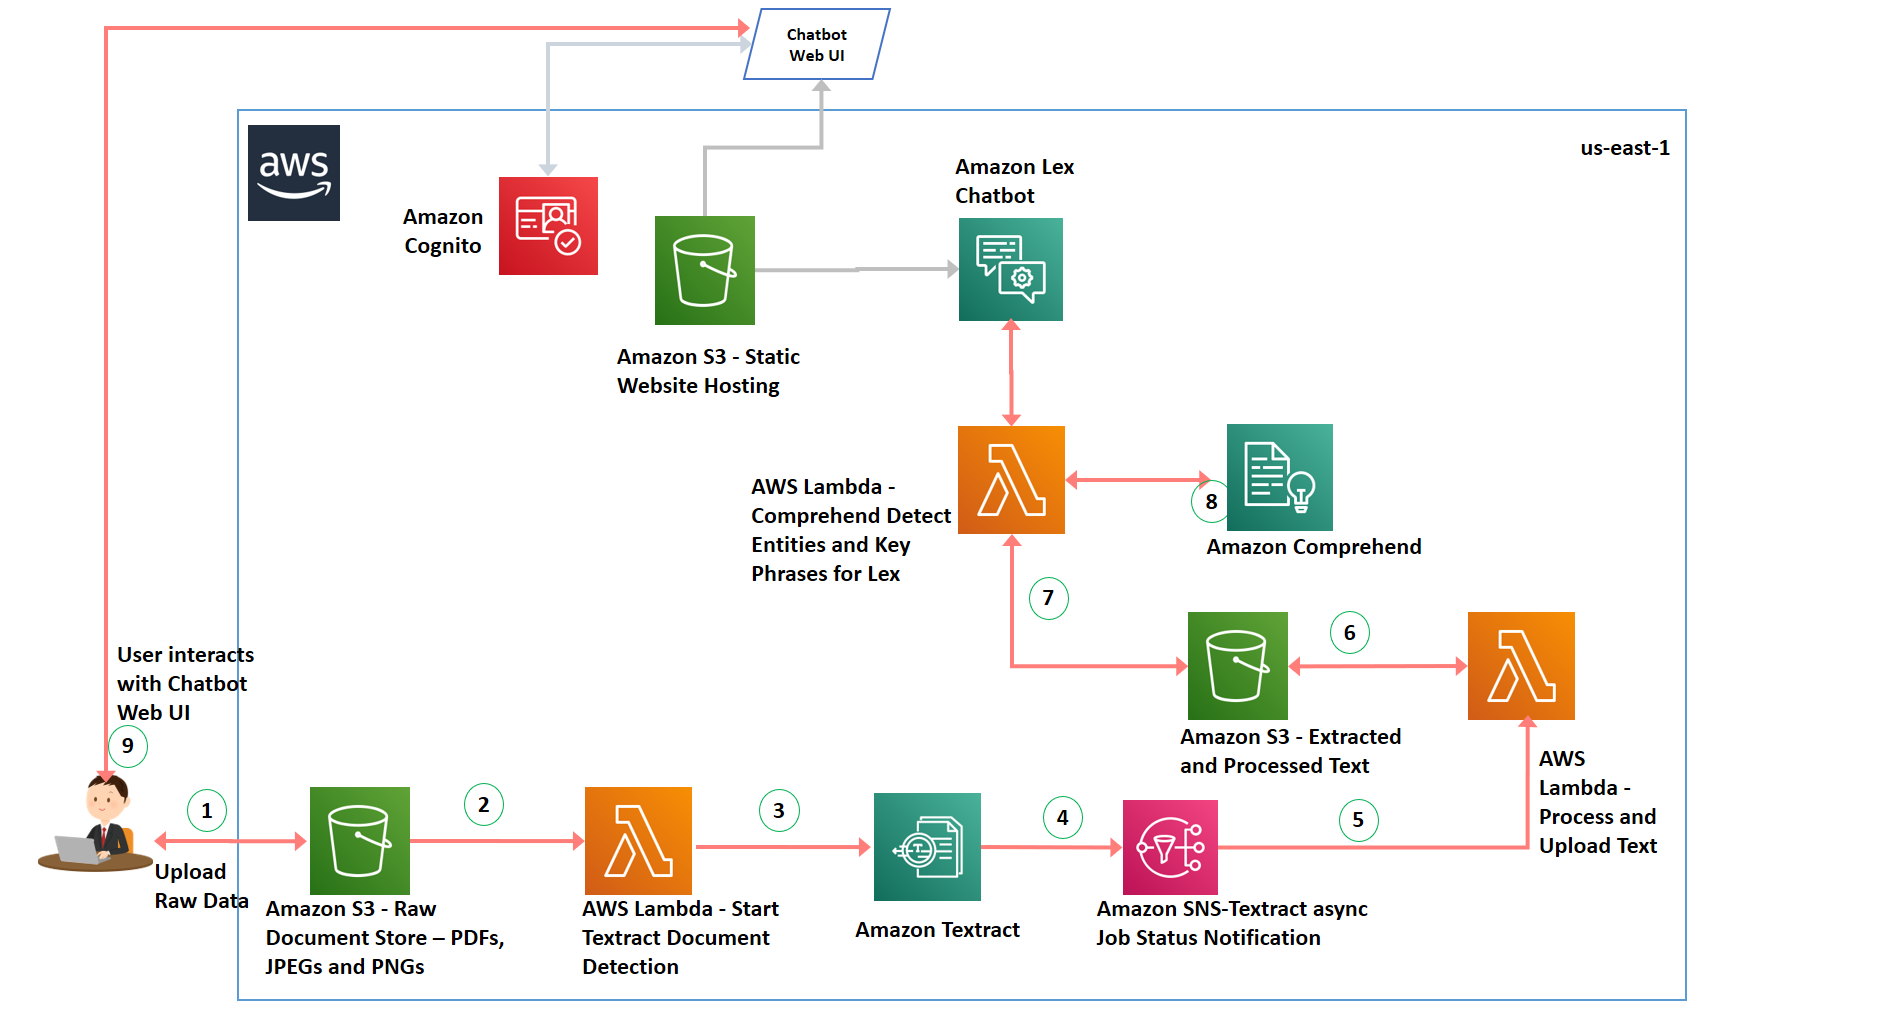 Chatbot
Web UI
aws
us-east-1
Amazon Lex
Chatbot
Amazon
Cognito
Amazon S3 - Static
Website Hosting
AWS Lambda -
Comprehend Detect
Entities and Key
Phrases for Lex
8
Amazon Comprehend
7
6
User interacts
with Chatbot
Web UI
9
Amazon S3 - Extracted
and Processed Text
AWS
Lambda -
Process and
Upload Text
1
2
3
4
5
Upload
Raw Data
Amazon S3 - Raw
Document Store – PDFs,
JPEGs and PNGs
AWS Lambda - Start
Textract Document
Detection
Amazon Textract
Amazon SNS-Textract async
Job Status Notification